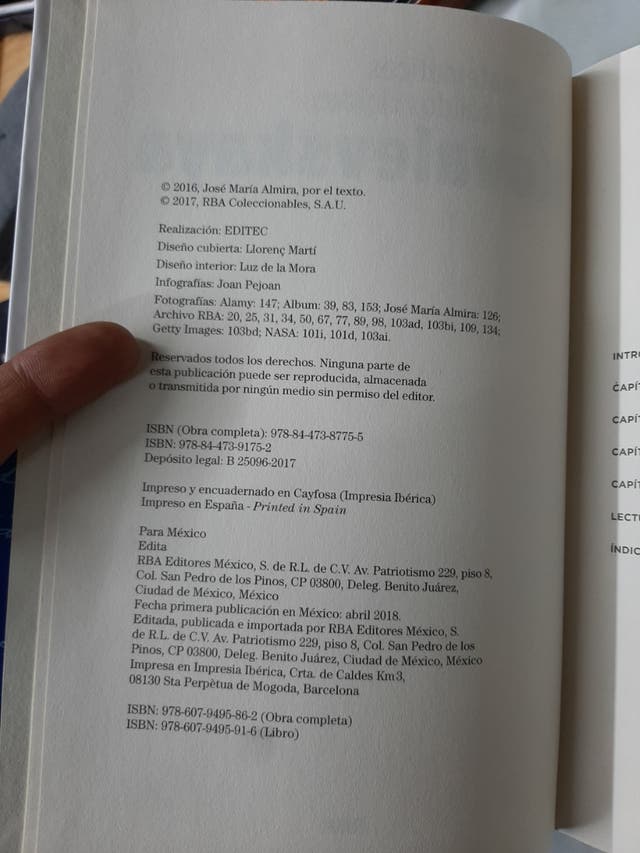 © 2016, José María Almira, por el texto.
© 2017, RBA Coleccionables, S.A.U.
Realización: EDITEC
Diseño cubierta: Llorenç Martí
Diseño interior: Luz de la Mora
Infografías: Joan Pejoan
Fotografías: Alamy: 147; Album: 39, 83, 153; José María Almira: 126;
Archivo RBA: 20, 25, 31, 34, 50, 67, 77, 89, 98, 103ad, 103bi, 109, 134;
Getty Images: 103bd; NASA: 101i, 101d, 103ai.
Reservados todos los derechos. Ninguna parte de
esta publicación puede ser reproducida, almacenada
o transmitida por ningún medio sin permiso del editor.
ISBN (Obra completa): 978-84-473-8775-5
ISBN: 978-84-473-9175-2
Depósito legal: B 25096-2017
Impreso y encuadernado en Cayfosa (Impresia Ibérica)
Impreso en España - Printed in Spain
Para México
Edita
RBA Editores México, S. de R.L. de C.V. Av. Patriotismo 229, piso 8,
Col. San Pedro de los Pinos, CP 03800, Deleg. Benito Juárez,
Ciudad de México, México
Fecha primera publicación en México: abril 2018.
Editada, publicada e importada por RBA Editores México, S.
de R.L. de C.V. Av. Patriotismo 229, piso 8, Col. San Pedro de los
Pinos, CP 03800, Deleg. Benito Juárez, Ciudad de México, México
Impresa en Impresia Ibérica, Crta. de Caldes Km 3,
08130 Sta Perpètua de Mogoda, Barcelona
ISBN: 978-607-9495-86-2 (Obra completa)
ISBN: 978-607-9495-91-6 (Libro)
INTRO
CAPÍT
CAPÍT
CAPÍT
CAPÍT
LECTU
ÍNDIC